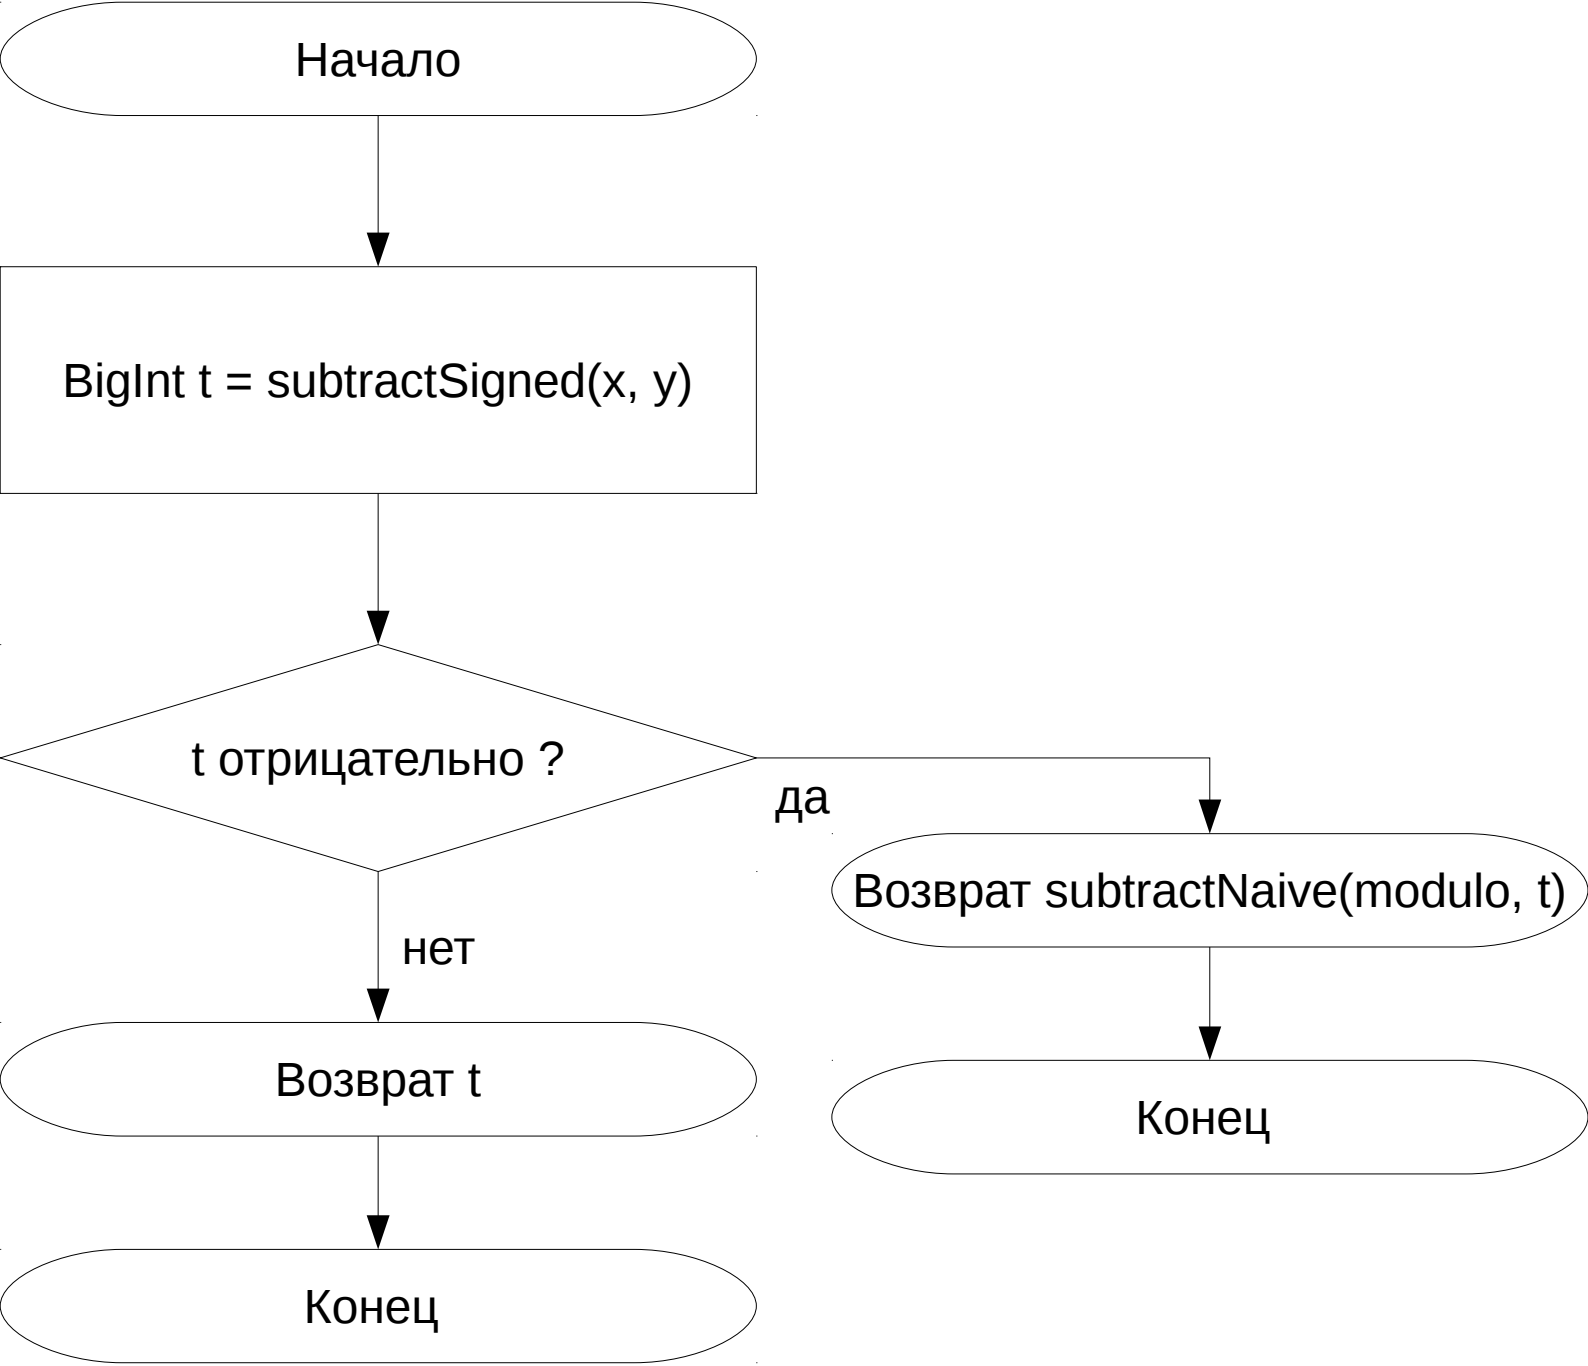 Начало
BigInt t = subtractSigned(x, y)
t отрицательно ?
да
Возврат subtractNaive(modulo, t)
нет
Возврат t
Конец
Конец